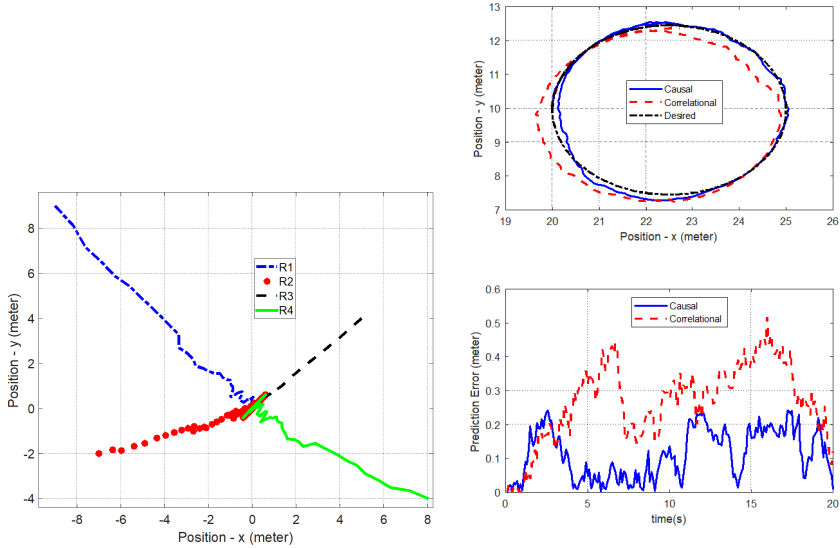 8
6
4
2
0
-2
-4
-8
-6
-4
-2
0
2
4
6
8
Position - y (meter)
Position - x (meter)
R1
R2
R3
R4
13
12
11
10
9
8
7
19
20
21
22
23
24
25
26
Position - y (meter)
Position - x (meter)
Causal
Correlational
Desired
0.6
0.5
0.4
0.3
0.2
0.1
0
0
5
10
15
20
Prediction Error (meter)
time(s)
Causal
Correlational